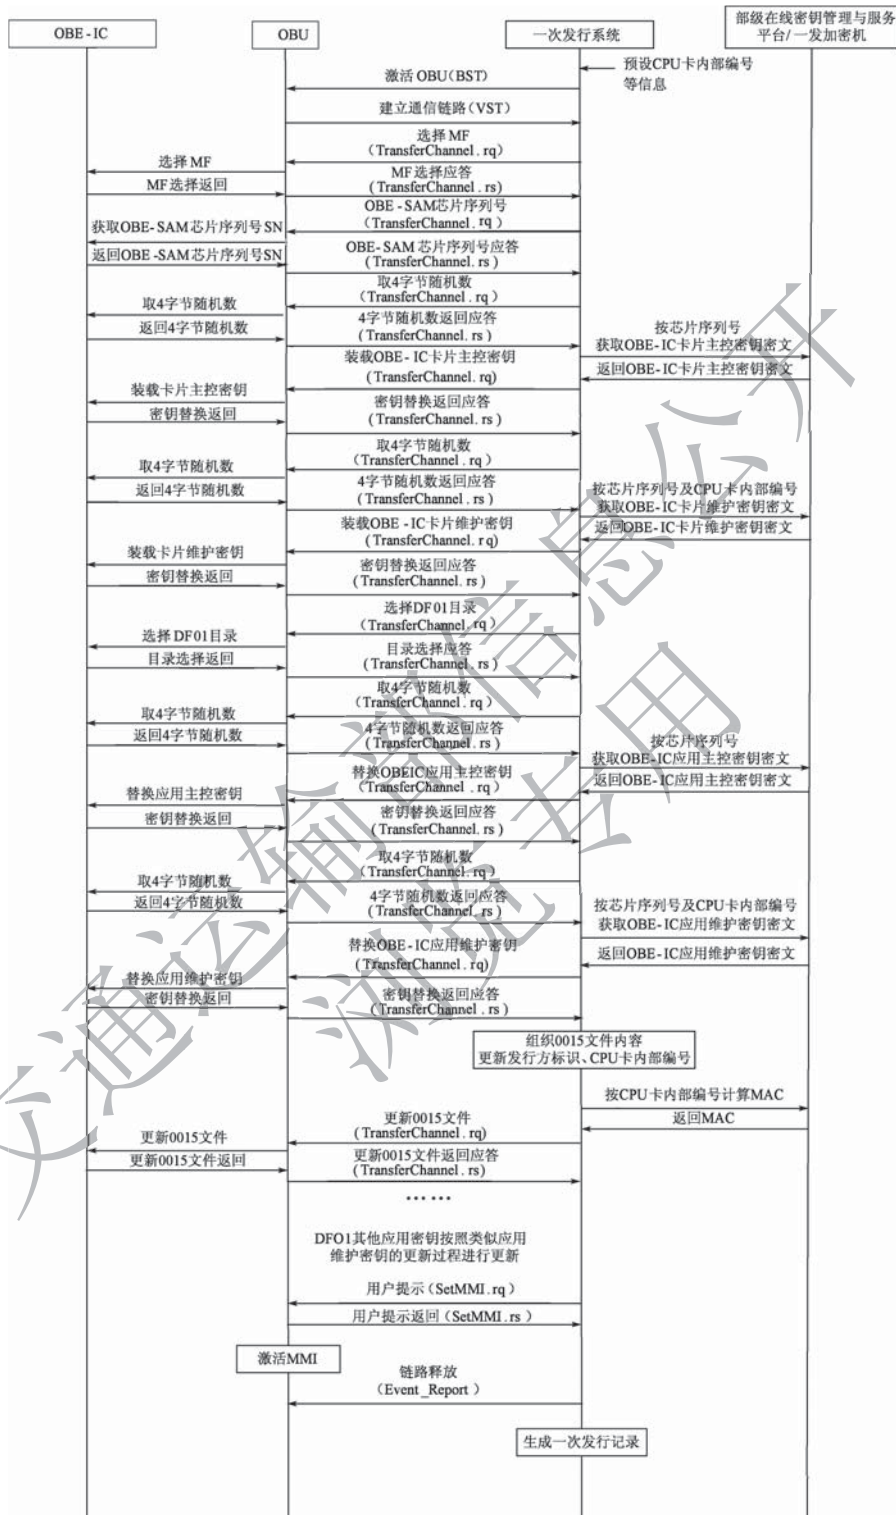 OBE-IC
OBU
一次发行系统
部级在线密钥管理与服务
平台/一发加密机
预设CPU卡内部编号
等信息
激活 OBU(BST)
建立通信链路(VST)
选择 MF
(TransferChannel.rq)
选择 MF
MF 选择返回
MF 选择应答
(TransferChannel.rs)
OBE-SAM芯片序列号
(TransferChannel.rq)
获取OBE-SAM芯片序列号SN
返回OBE-SAM芯片序列号SN
OBE-SAM 芯片序列号应答
(TransferChannel.rs)
取4字节随机数
(TransferChannel.rq)
取4字节随机数
返回4字节随机数
4字节随机数返回应答
(TransferChannel.rs)
按芯片序列号
获取OBE-IC卡片主控密钥密文
返回OBE-IC卡片主控密钥密文
装载OBE-IC卡片主控密钥
(TransferChannel.rq)
装载卡片主控密钥
密钥替换返回
密钥替换返回应答
(TransferChannel.rs)
取4字节随机数
(TransferChannel.rq)
取4字节随机数
返回4字节随机数
4字节随机数返回应答
(TransferChannel.rs)
按芯片序列号及CPU卡内部编号
获取OBE-IC卡片维护密钥密文
返回OBE-IC卡片维护密钥密文
装载OBE-IC卡片维护密钥
(TransferChannel.rq)
装载卡片维护密钥
密钥替换返回
密钥替换返回应答
(TransferChannel.rs)
选择DF01目录
(TransferChannel.rq)
选择 DF01目录
目录选择返回
目录选择应答
(TransferChannel.rs)
取4字节随机数
(TransferChannel.rq)
取4字节随机数
返回4字节随机数
4字节随机数返回应答
(TransferChannel.rs)
按芯片序列号
获取OBE-IC应用主控密钥密文
返回OBE-IC应用主控密钥密文
替换OBEIC应用主控密钥
(TransferChannel.rq)
替换应用主控密钥
密钥替换返回
密钥替换返回应答
(TransferChannel.rs)
取4字节随机数
(TransferChannel.rq)
取4字节随机数
返回4字节随机数
4字节随机数返回应答
(TransferChannel.rs)
按芯片序列号及CPU卡内部编号
获取OBE-IC应用维护密钥密文
返回OBE-IC应用维护密钥密文
替换OBE-IC应用维护密钥
(TransferChannel.rq)
替换应用维护密钥
密钥替换返回
密钥替换返回应答
(TransferChannel.rs)
组织0015文件内容
更新发行方标识、CPU卡内部编号
按CPU卡内部编号计算MAC
返回MAC
更新0015文件
(TransferChannel.rq)
更新0015文件
更新0015文件返回
更新0015文件返回应答
(TransferChannel.rs)
……
DFO1其他应用密钥按照类似应用
维护密钥的更新过程进行更新
用户提示(SetMMI.rq)
用户提示返回(SetMMI.rs)
激活MMI
链路释放
(Event_Report)
生成一次发行记录
交通运输部信息公开
浏览专用